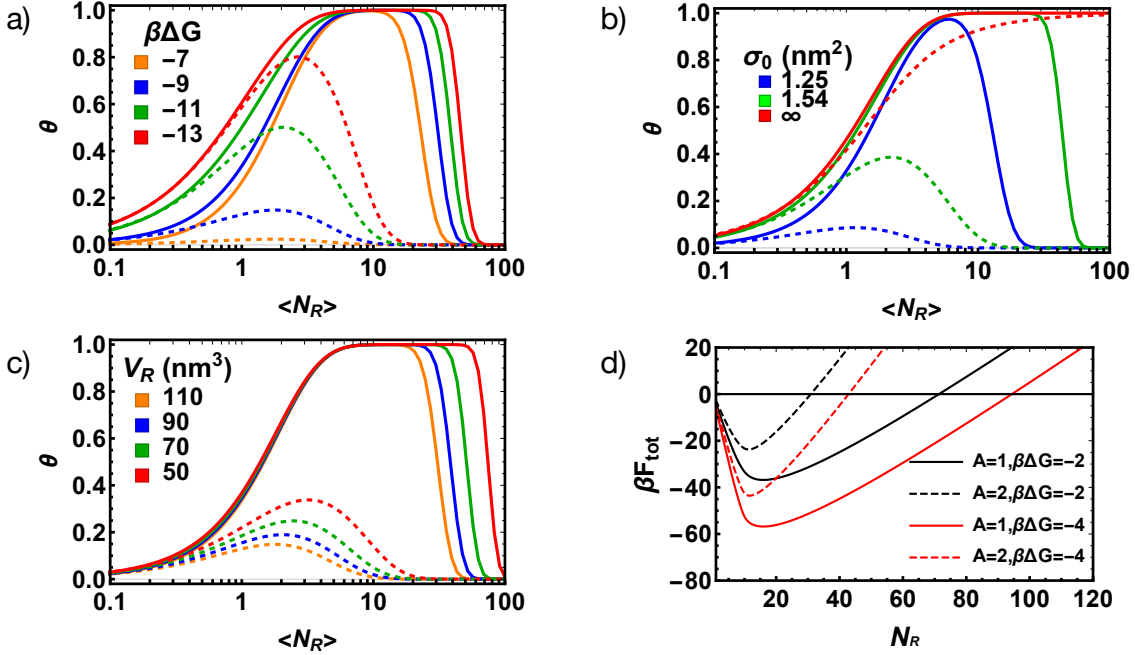 a)
βΔG
−7
−9
−11
−13
1.0
0.8
0.6
0.4
0.2
0.0
θ
0.1
1
10
100
<N_R>
b)
σ₀ (nm²)
1.25
1.54
∞
1.0
0.8
0.6
0.4
0.2
0.0
θ
0.1
1
10
100
<N_R>
c)
V_R (nm³)
110
90
70
50
1.0
0.8
0.6
0.4
0.2
0.0
θ
0.1
1
10
100
<N_R>
d)
20
0
−20
−40
−60
−80
βF_tot
A=1,βΔG=−2
A=2,βΔG=−2
A=1,βΔG=−4
A=2,βΔG=−4
20
40
60
80
100
120
N_R